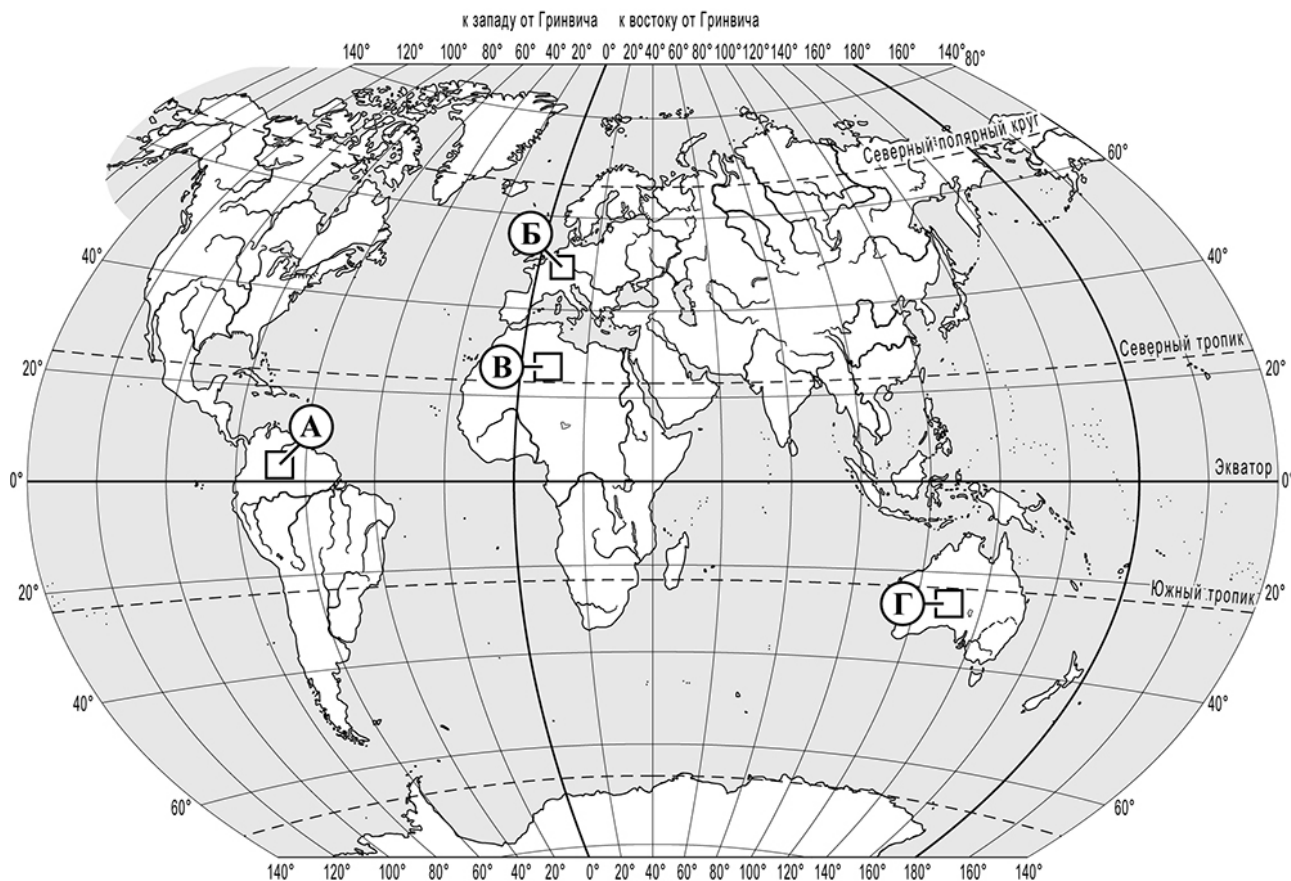 к западу от Гринвича к востоку от Гринвича
140° 120° 100° 80° 60° 40° 20° 0° 20° 40° 60° 80° 100° 120° 140° 160° 180° 160° 140° 80°
Северный полярный круг
60°
Б
40° 40°
Северный тропик
В
20° 20°
А
Экватор
0° 0°
Южный тропик
20° 20°
Г
40° 40°
60° 60°
140° 120° 100° 80° 60° 40° 20° 0° 20° 40° 60° 80° 100° 120° 140° 160° 180° 160° 140°